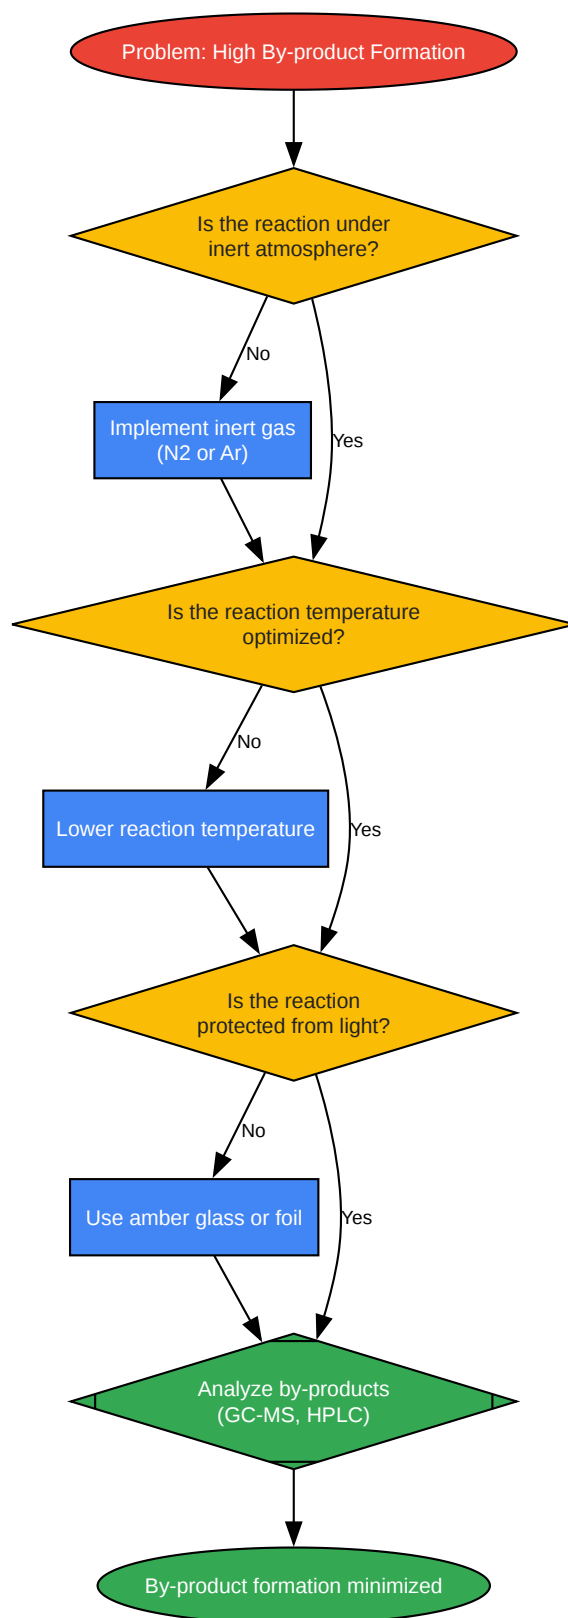 Problem: High By-product Formation
Is the reaction under
inert atmosphere?
No
Implement inert gas
(N2 or Ar)
Yes
Is the reaction temperature
optimized?
No
Lower reaction temperature
Yes
Is the reaction
protected from light?
No
Use amber glass or foil
Yes
Analyze by-products
(GC-MS, HPLC)
By-product formation minimized